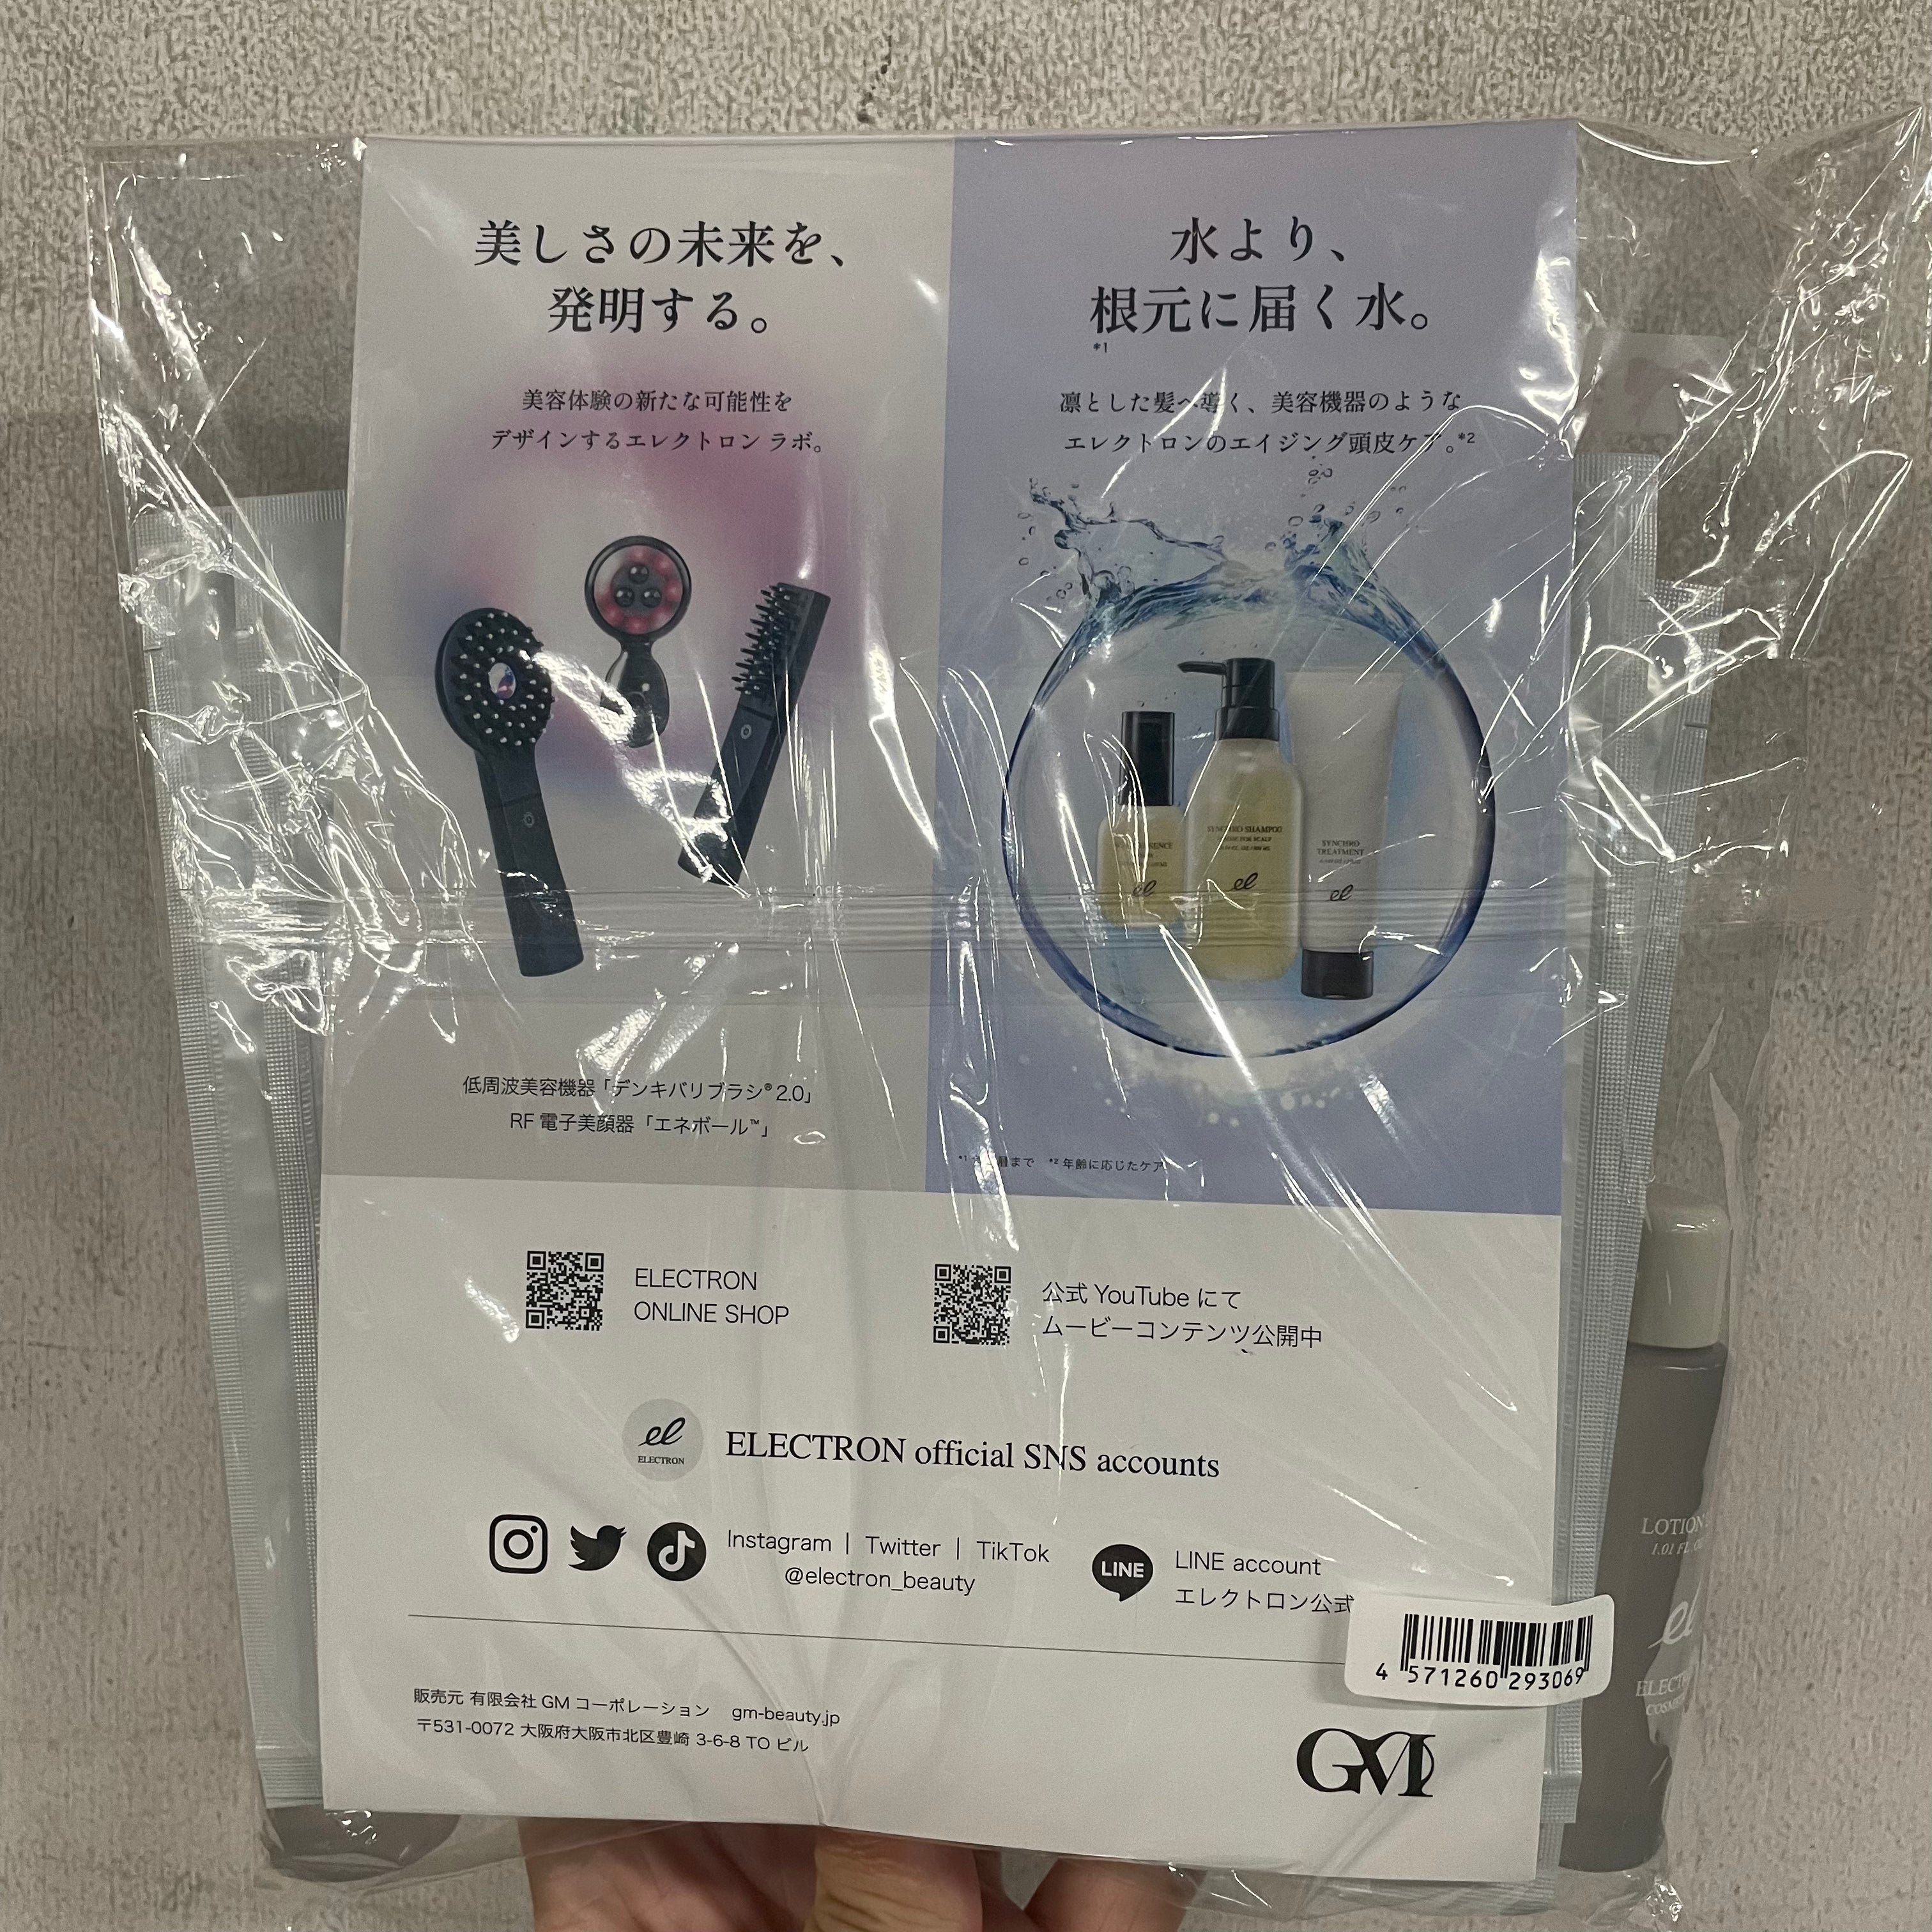 美しさの未来を、
発明する。
美容体験の新たな可能性を
デザインするエレクトロン ラボ。
低周波美容機器「デンキバリブラシ®2.0」
RF 電子美顔器「エネボール™」
水より、
根元に届く水。
*1
凛とした髪へ導く、美容機器のような
エレクトロンのエイジング頭皮ケア。*2
SYNCHRO SHAMPOO
SYNCHRO
TREATMENT
el
el
el
*1 まで *2 年齢に応じたケア
ELECTRON
ONLINE SHOP
公式 YouTube にて
ムービーコンテンツ公開中
el
ELECTRON
ELECTRON official SNS accounts
Instagram | Twitter | TikTok
@electron_beauty
LINE
LINE account
エレクトロン公式
4 571260 293069
販売元 有限会社 GM コーポレーション gm-beauty.jp
〒531-0072 大阪府大阪市北区豊崎 3-6-8 TO ビル
GM
LOTION
1.01 FL
el